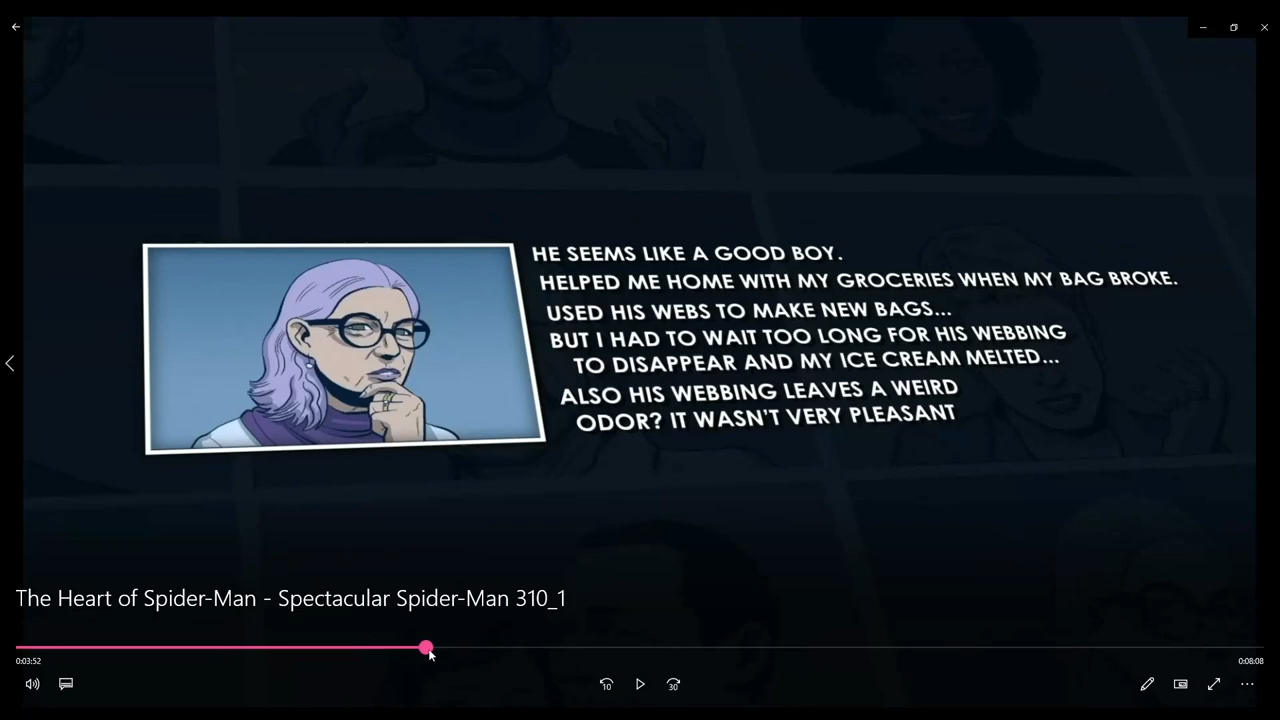 HE SEEMS LIKE A GOOD BOY.
HELPED ME HOME WITH MY GROCERIES WHEN MY BAG BROKE.
USED HIS WEBS TO MAKE NEW BAGS...
BUT I HAD TO WAIT TOO LONG FOR HIS WEBBING
TO DISAPPEAR AND MY ICE CREAM MELTED...
ALSO HIS WEBBING LEAVES A WEIRD
ODOR? IT WASN'T VERY PLEASANT
The Heart of Spider-Man - Spectacular Spider-Man 310_1
0:03:52
0:08:08
10
30